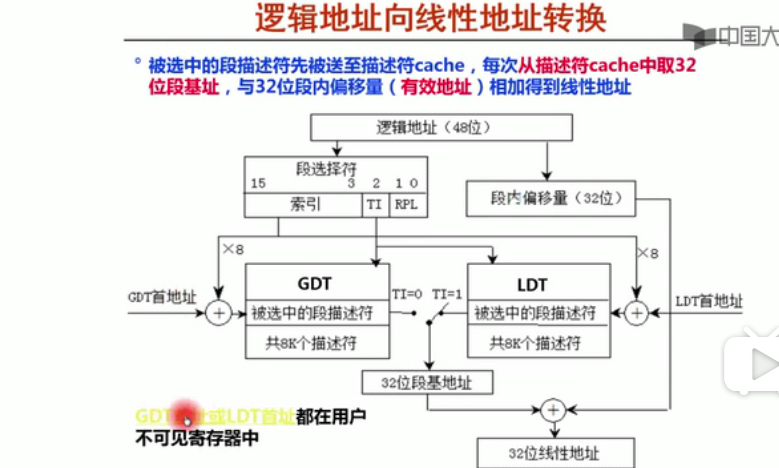 逻辑地址向线性地址转换
中国大
° 被选中的段描述符先被送至描述符cache，每次从描述符cache中取32
位段基址，与32位段内偏移量（有效地址）相加得到线性地址
逻辑地址（48位）
段选择符
15 3 2 1 0
索引 TI RPL
段内偏移量（32位）
×8
×8
GDT
LDT
GDT首地址
TI=0 TI=1
LDT首地址
+
被选中的段描述符
被选中的段描述符
+
共8K个描述符
共8K个描述符
32位段基地址
GDT 址或LDT首址都在用户
不可见寄存器中
+
32位线性地址